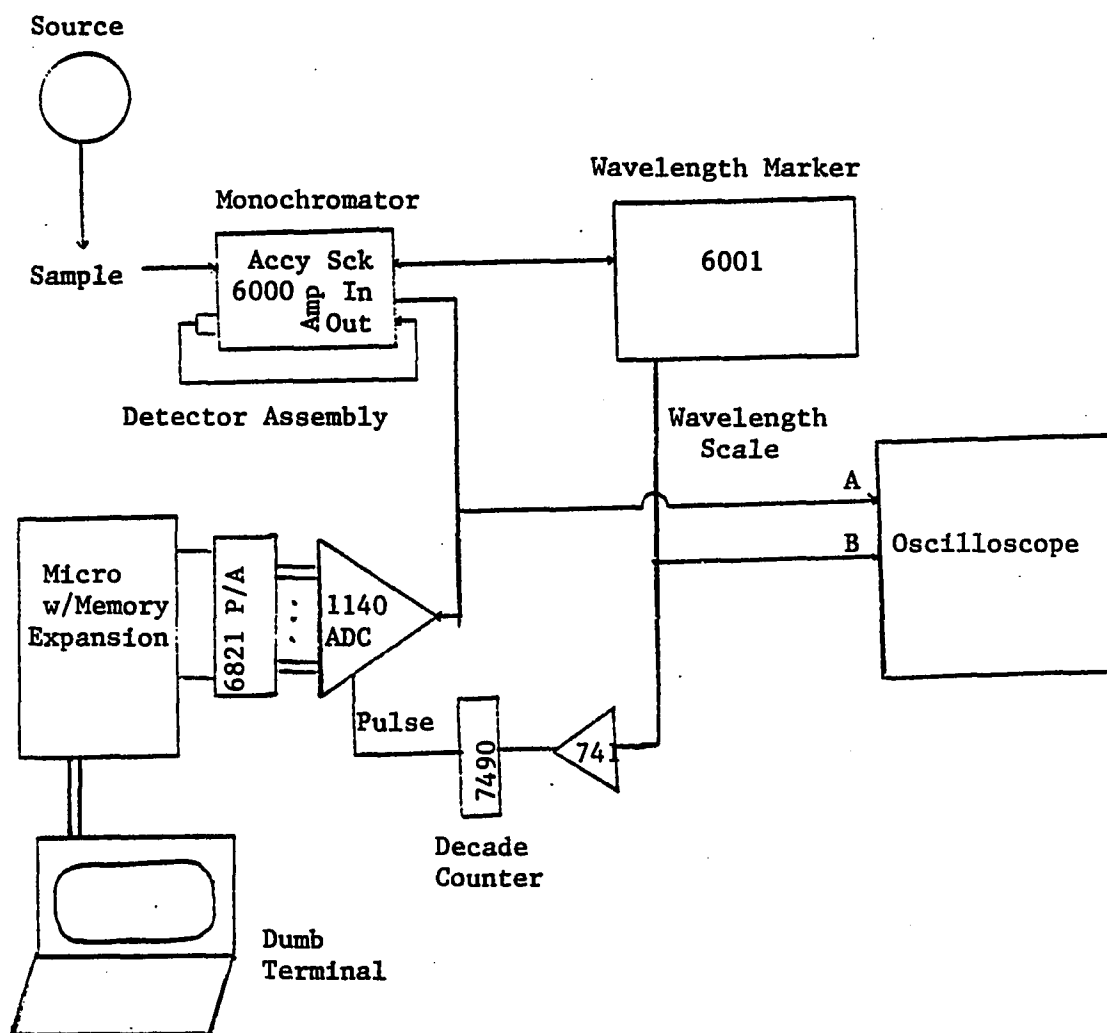 Source
Wavelength Marker
Monochromator
Sample
Accy Sck
6000 Amp In
Out
6001
Detector Assembly
Wavelength
Scale
A
B
Oscilloscope
Micro
w/Memory
Expansion
6821 P/A
1140
ADC
Pulse
7490
741
Decade
Counter
Dumb
Terminal